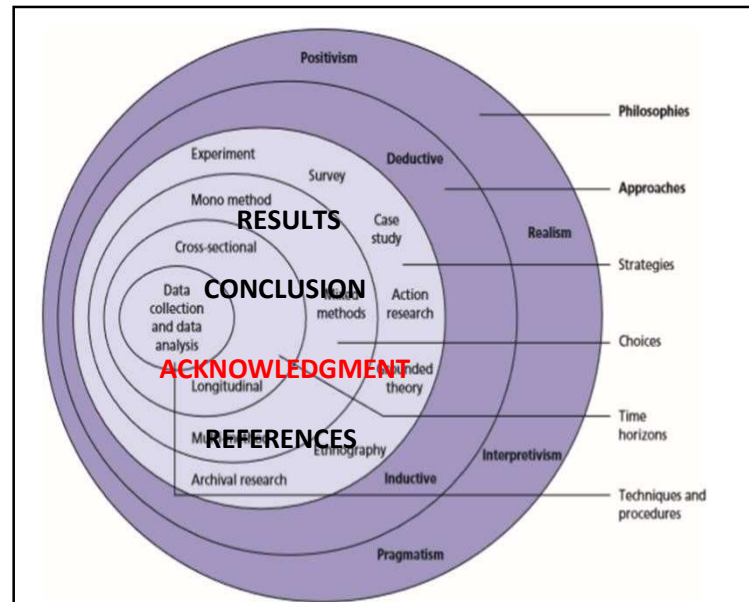 Positivism
Philosophies
Experiment
Deductive
Survey
Approaches
Mono method
RESULTS
Case
study
Realism
Cross-sectional
Strategies
Data
collection
and data
analysis
CONCLUSION
methods
Action
research
Choices
ACKNOWLEDGMENT
theory
Longitudinal
Time
horizons
REFERENCES
Ethnography
Interpretivism
Archival research
Inductive
Techniques and
procedures
Pragmatism